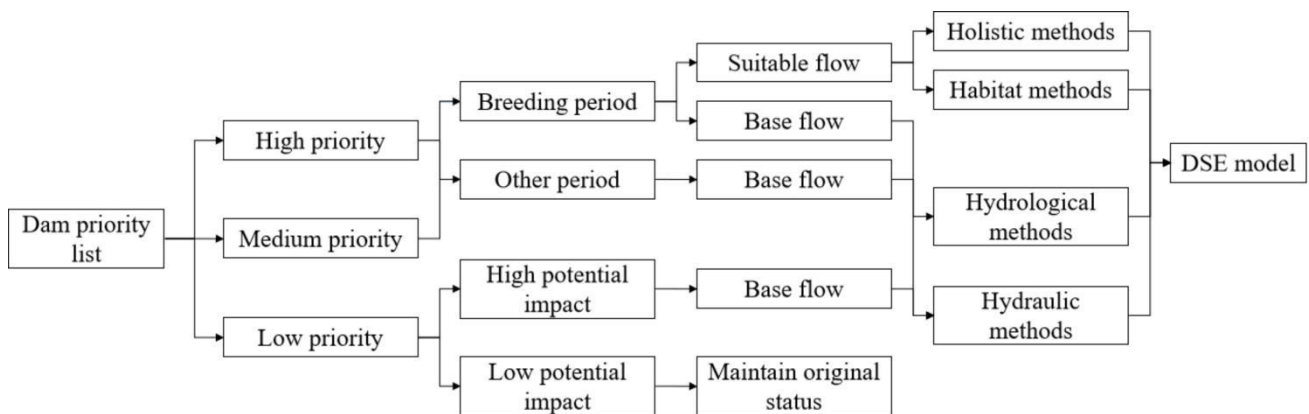 Dam priority
list
High priority
Medium priority
Low priority
Breeding period
Other period
High potential
impact
Low potential
impact
Suitable flow
Base flow
Base flow
Base flow
Maintain original
status
Holistic methods
Habitat methods
Hydrological
methods
Hydraulic
methods
DSE model